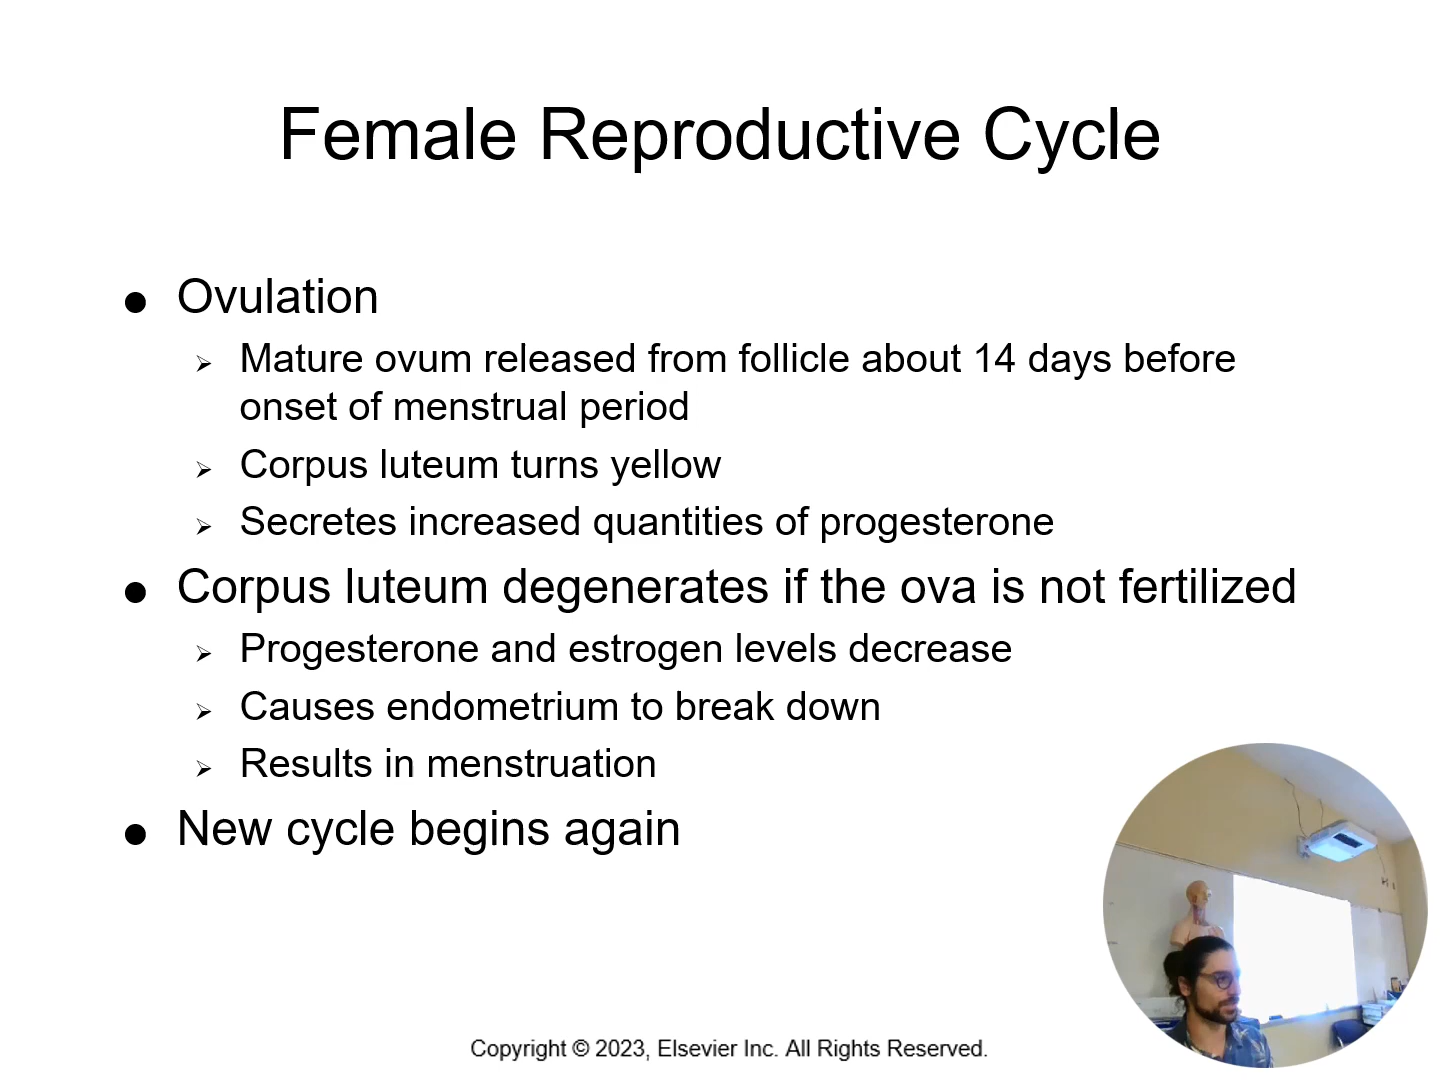 Female Reproductive Cycle
● Ovulation
➢ Mature ovum released from follicle about 14 days before
onset of menstrual period
➢ Corpus luteum turns yellow
➢ Secretes increased quantities of progesterone
● Corpus luteum degenerates if the ova is not fertilized
➢ Progesterone and estrogen levels decrease
➢ Causes endometrium to break down
➢ Results in menstruation
● New cycle begins again
Copyright © 2023, Elsevier Inc. All Rights Reserved.